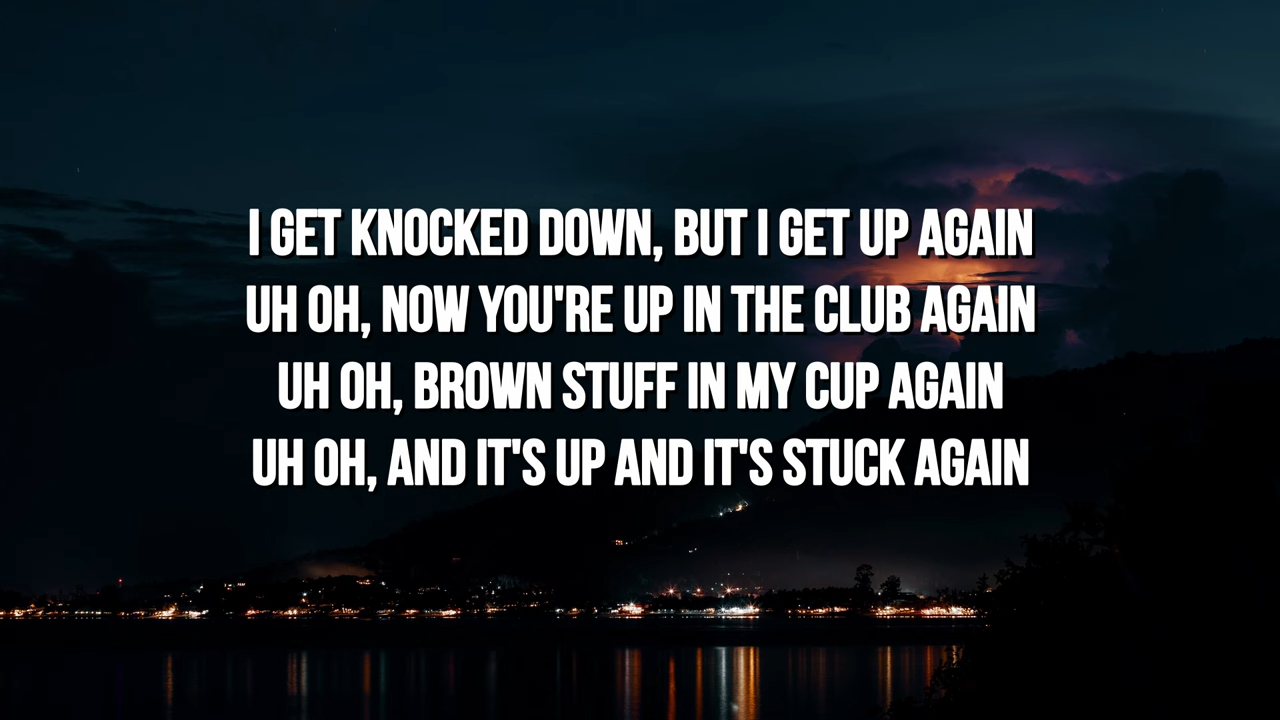 I GET KNOCKED DOWN, BUT I GET UP AGAIN
UH OH, NOW YOU'RE UP IN THE CLUB AGAIN
UH OH, BROWN STUFF IN MY CUP AGAIN
UH OH, AND IT'S UP AND IT'S STUCK AGAIN